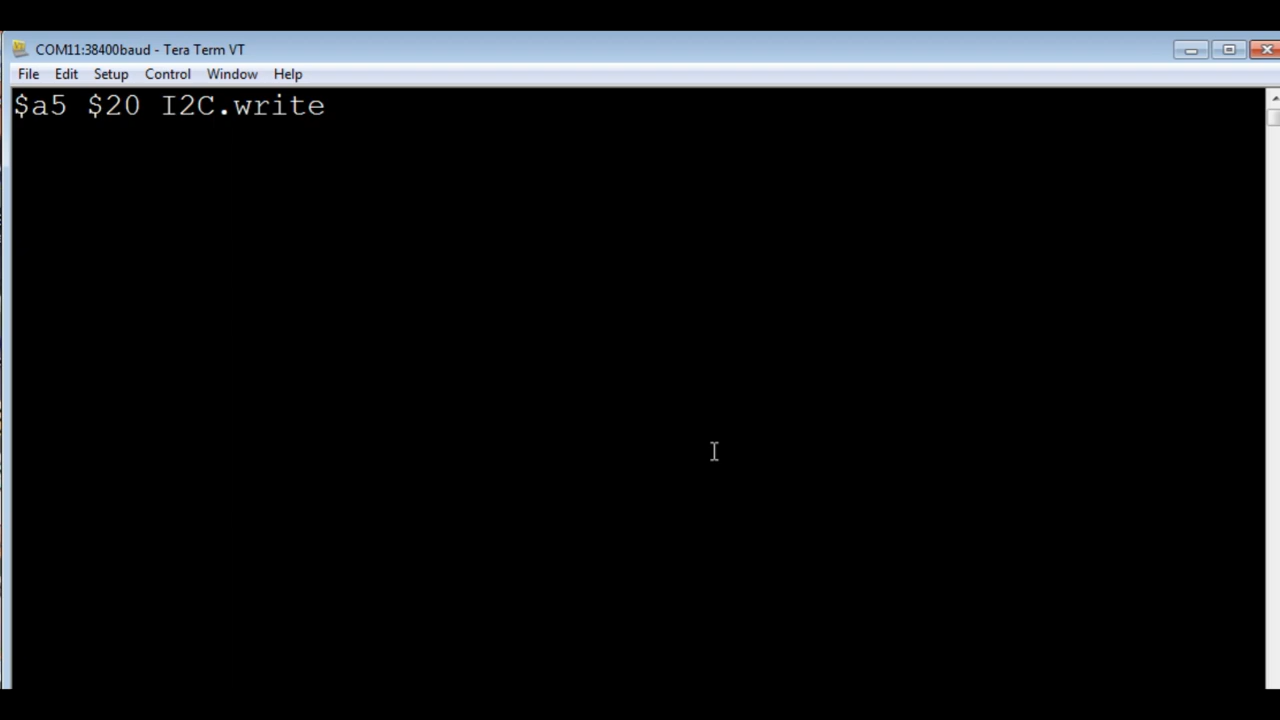 COM11:38400baud - Tera Term VT
File Edit Setup Control Window Help
$a5 $20 I2C.write